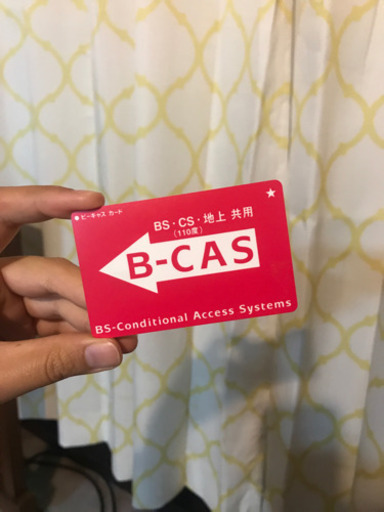 ● ビーキャス カード
★
BS・CS・地上 共用
(110度)
B-CAS
BS-Conditional Access Systems